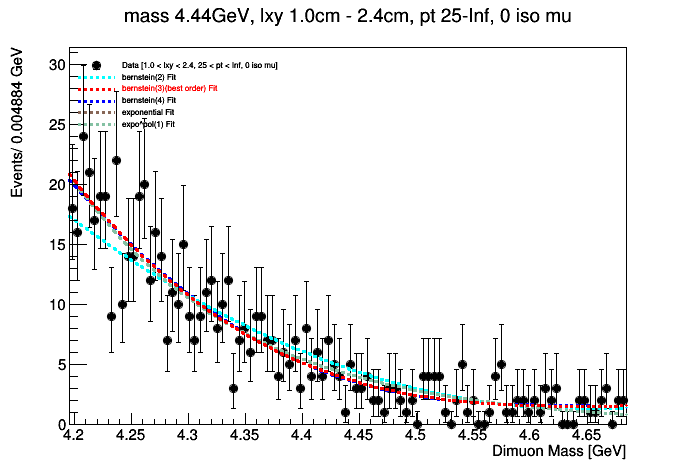 mass 4.44GeV, lxy 1.0cm - 2.4cm, pt 25-Inf, 0 iso mu
Events/ 0.004884 GeV
30
25
20
15
10
5
0
Data [1.0 < lxy < 2.4, 25 < pt < Inf, 0 iso mu]
bernstein(2) Fit
bernstein(3)(best order) Fit
bernstein(4) Fit
exponential Fit
expo*pol(1) Fit
4.2 4.25 4.3 4.35 4.4 4.45 4.5 4.55 4.6 4.65
Dimuon Mass [GeV]